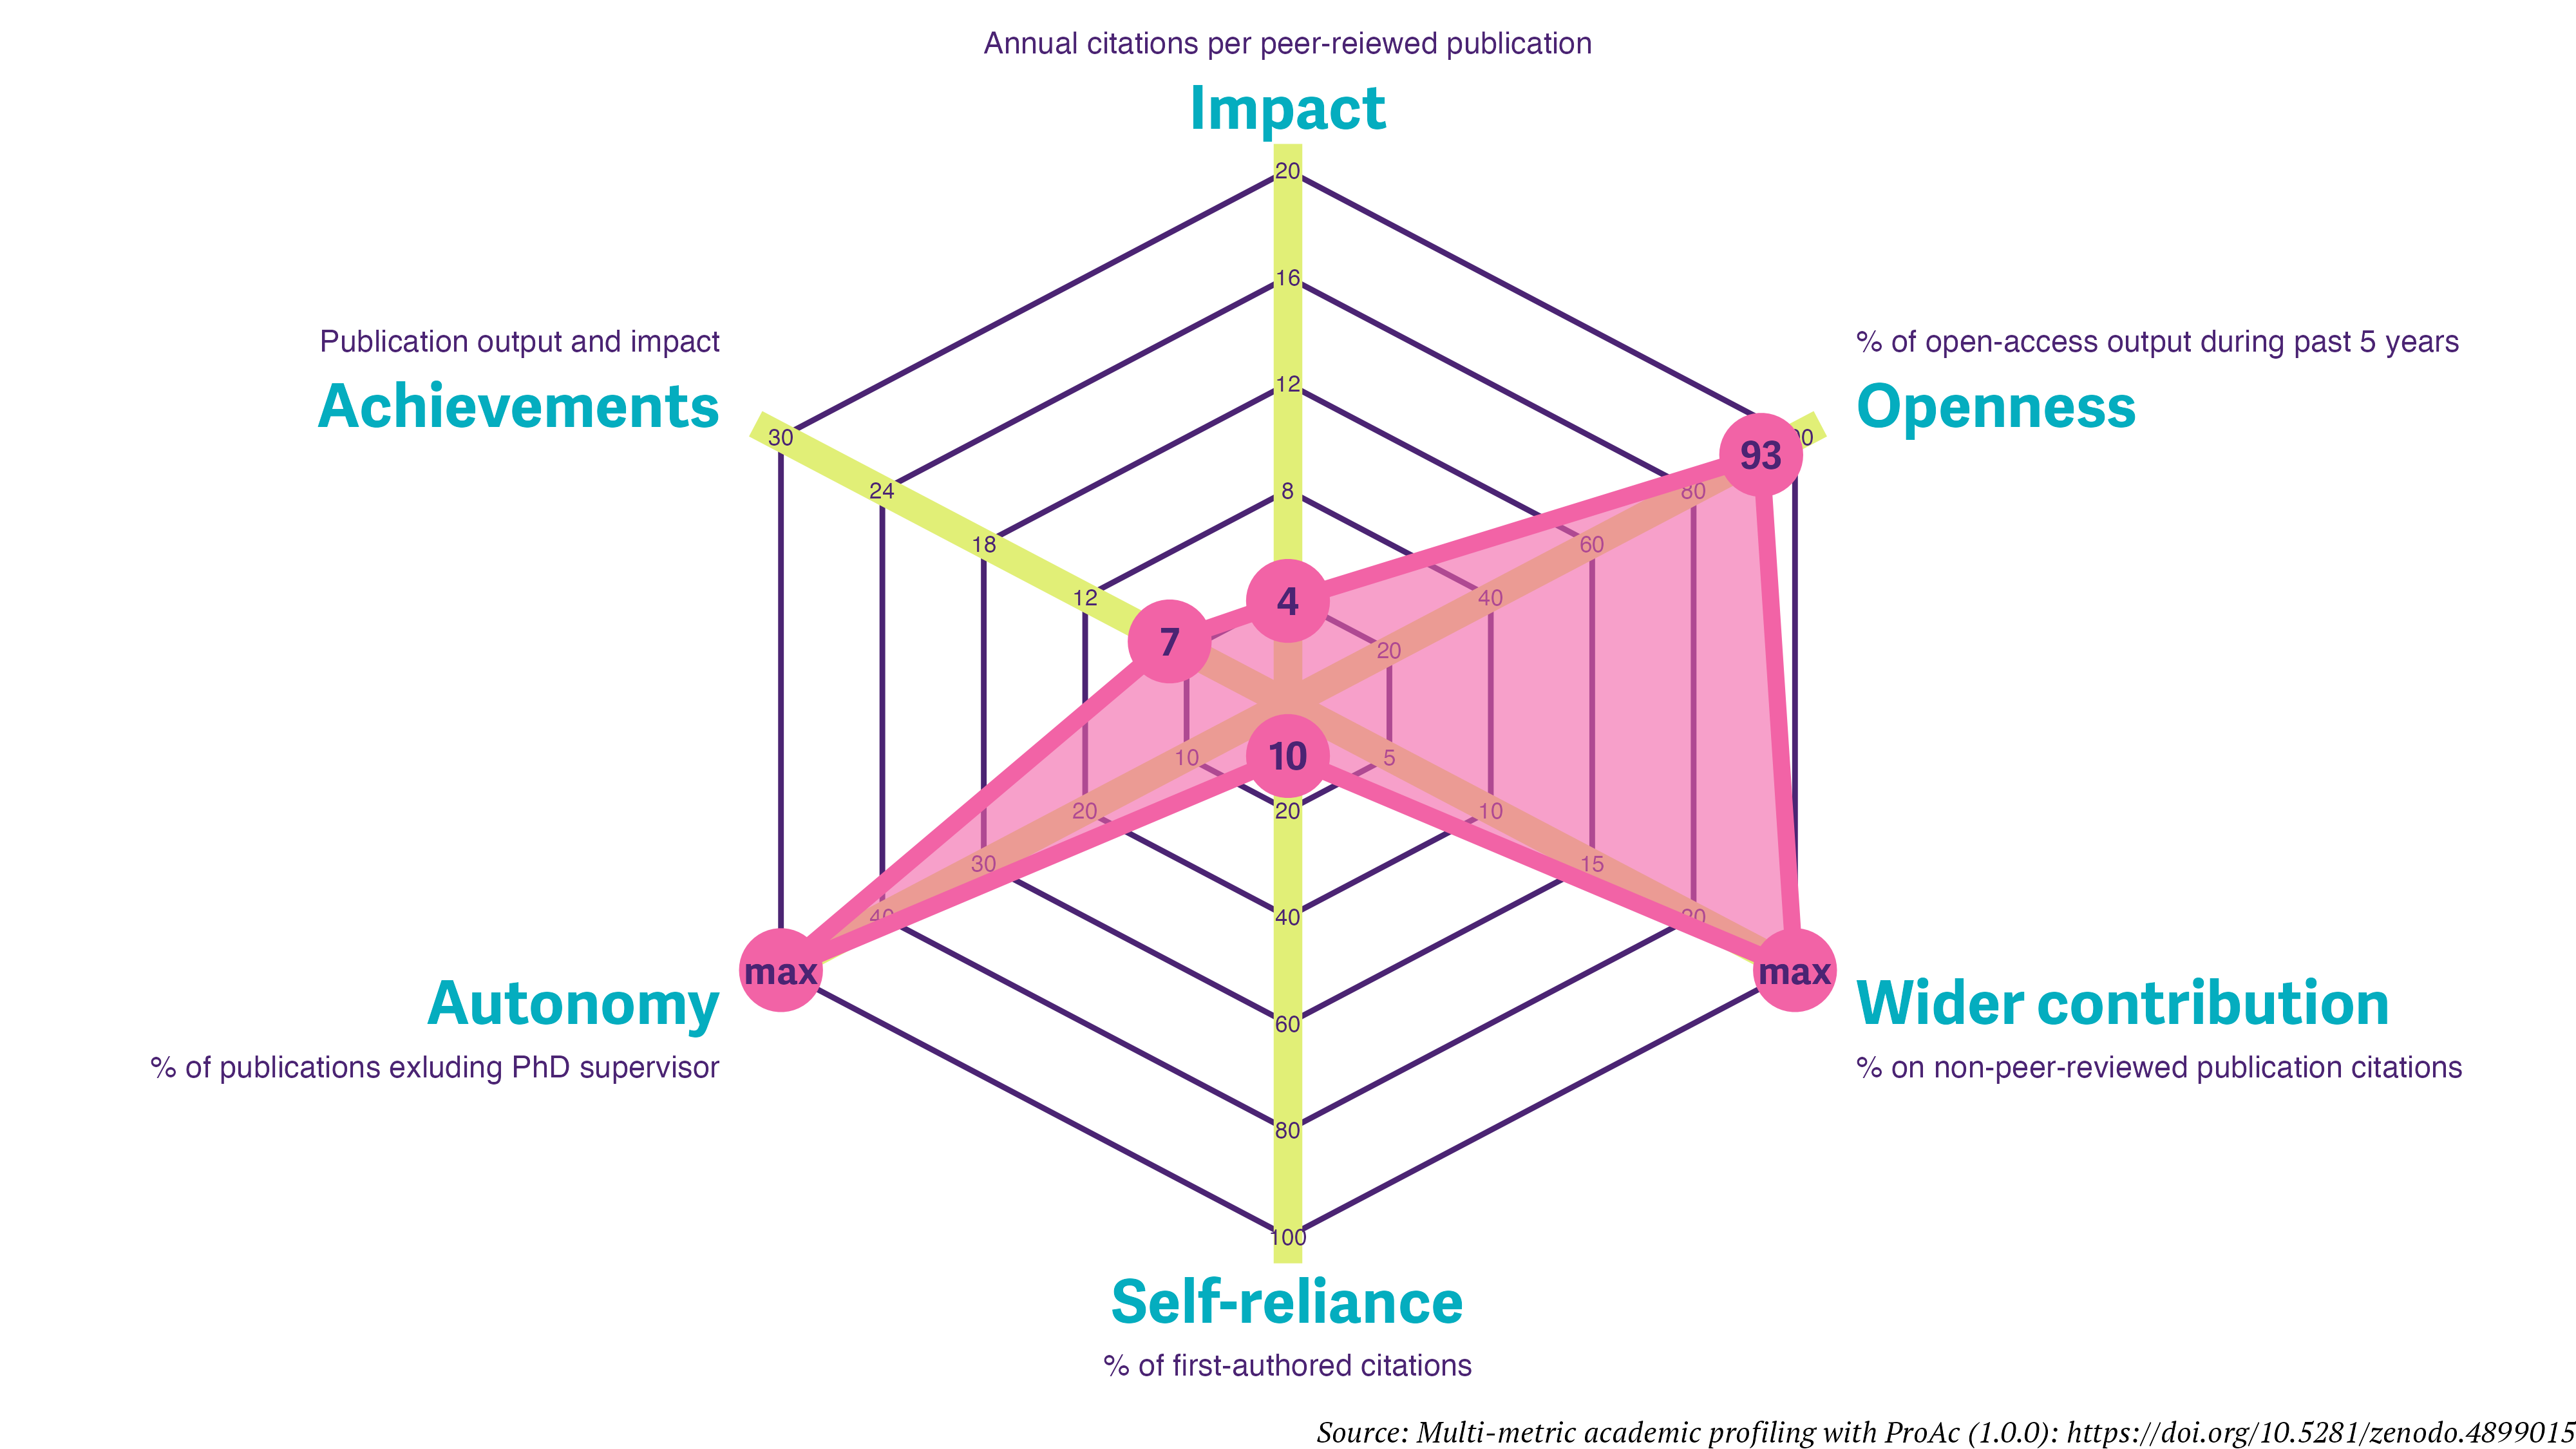 Annual citations per peer-reiewed publication
Impact
20
16
12
8
4
Publication output and impact
Achievements
30
24
18
12
7
% of open-access output during past 5 years
Openness
93
80
60
40
20
10
20
30
40
max
Autonomy
% of publications exluding PhD supervisor
5
10
15
20
max
Wider contribution
% on non-peer-reviewed publication citations
10
20
40
60
80
100
Self-reliance
% of first-authored citations
Source: Multi-metric academic profiling with ProAc (1.0.0): https://doi.org/10.5281/zenodo.4899015